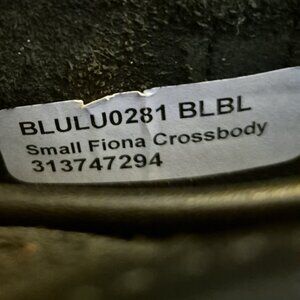 BLULU0281 BLBL
Small Fiona Crossbody
313747294